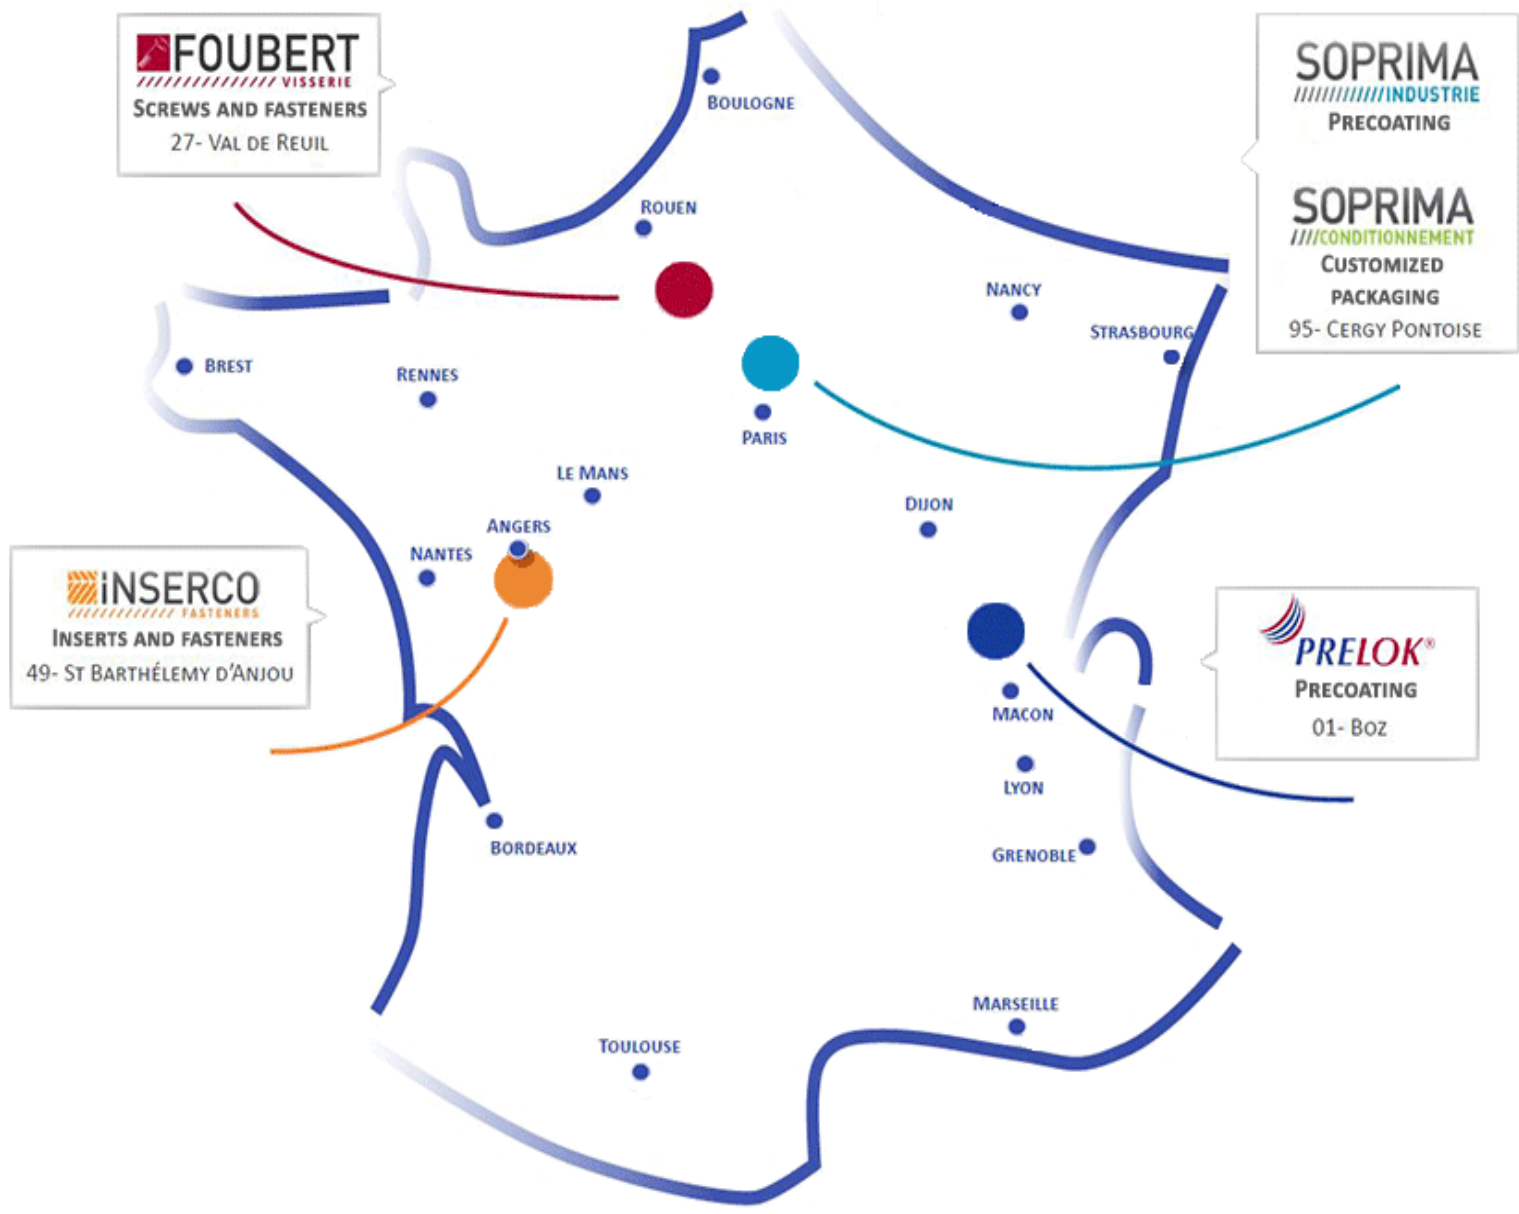 FOUBERT
VISSERIE
SCREWS AND FASTENERS
27- VAL DE REUIL
SOPRIMA
INDUSTRIE
PRECOATING
SOPRIMA
CONDITIONNEMENT
CUSTOMIZED
PACKAGING
95- CERGY PONTOISE
BOULOGNE
ROUEN
NANCY
STRASBOURG
BREST
RENNES
PARIS
LE MANS
DIJON
ANGERS
NANTES
iNSERCO
FASTENERS
INSERTS AND FASTENERS
49- ST BARTHÉLEMY D'ANJOU
PRELOK®
PRECOATING
01- BOZ
MACON
LYON
BORDEAUX
GRENOBLE
MARSEILLE
TOULOUSE